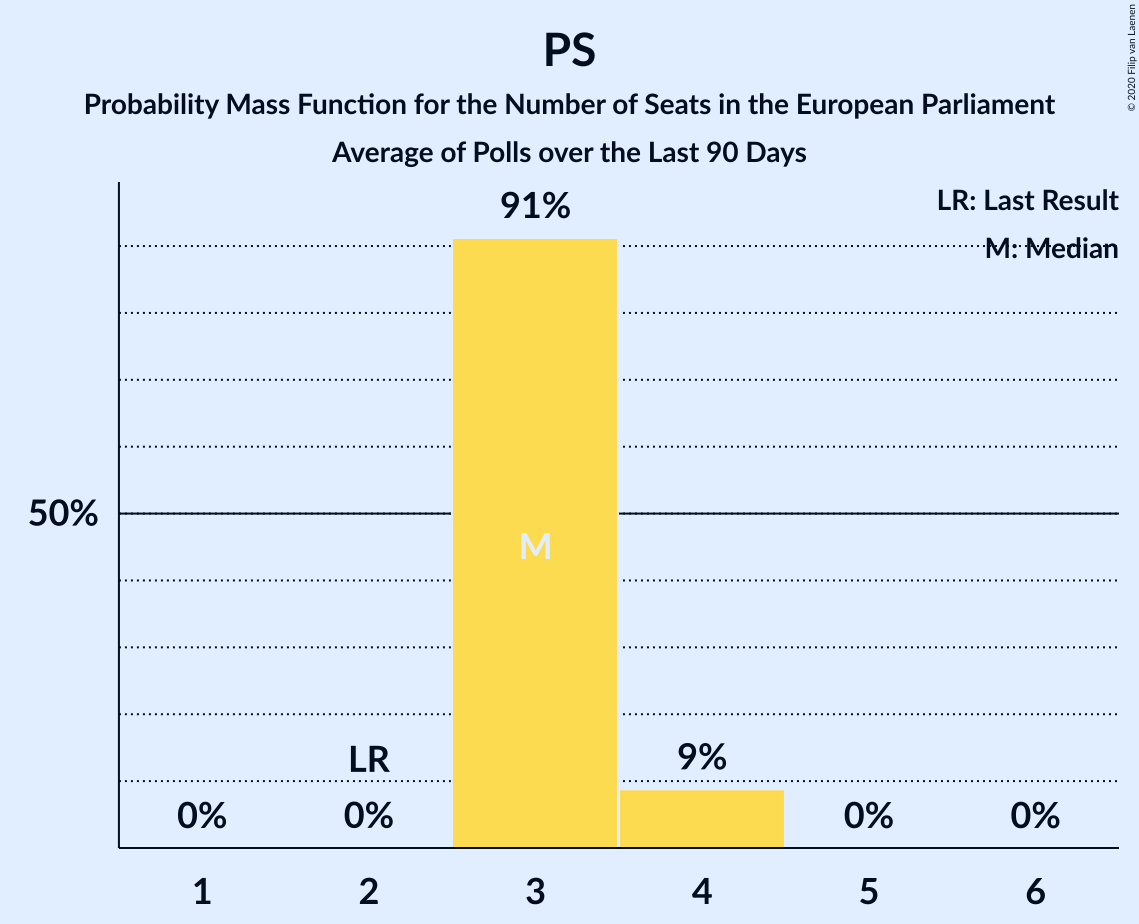 PS
Probability Mass Function for the Number of Seats in the European Parliament
Average of Polls over the Last 90 Days
© 2020 Filip van Laenen
LR: Last Result
M: Median
91%
50%
M
LR
9%
0%
0%
0%
0%
1 2 3 4 5 6